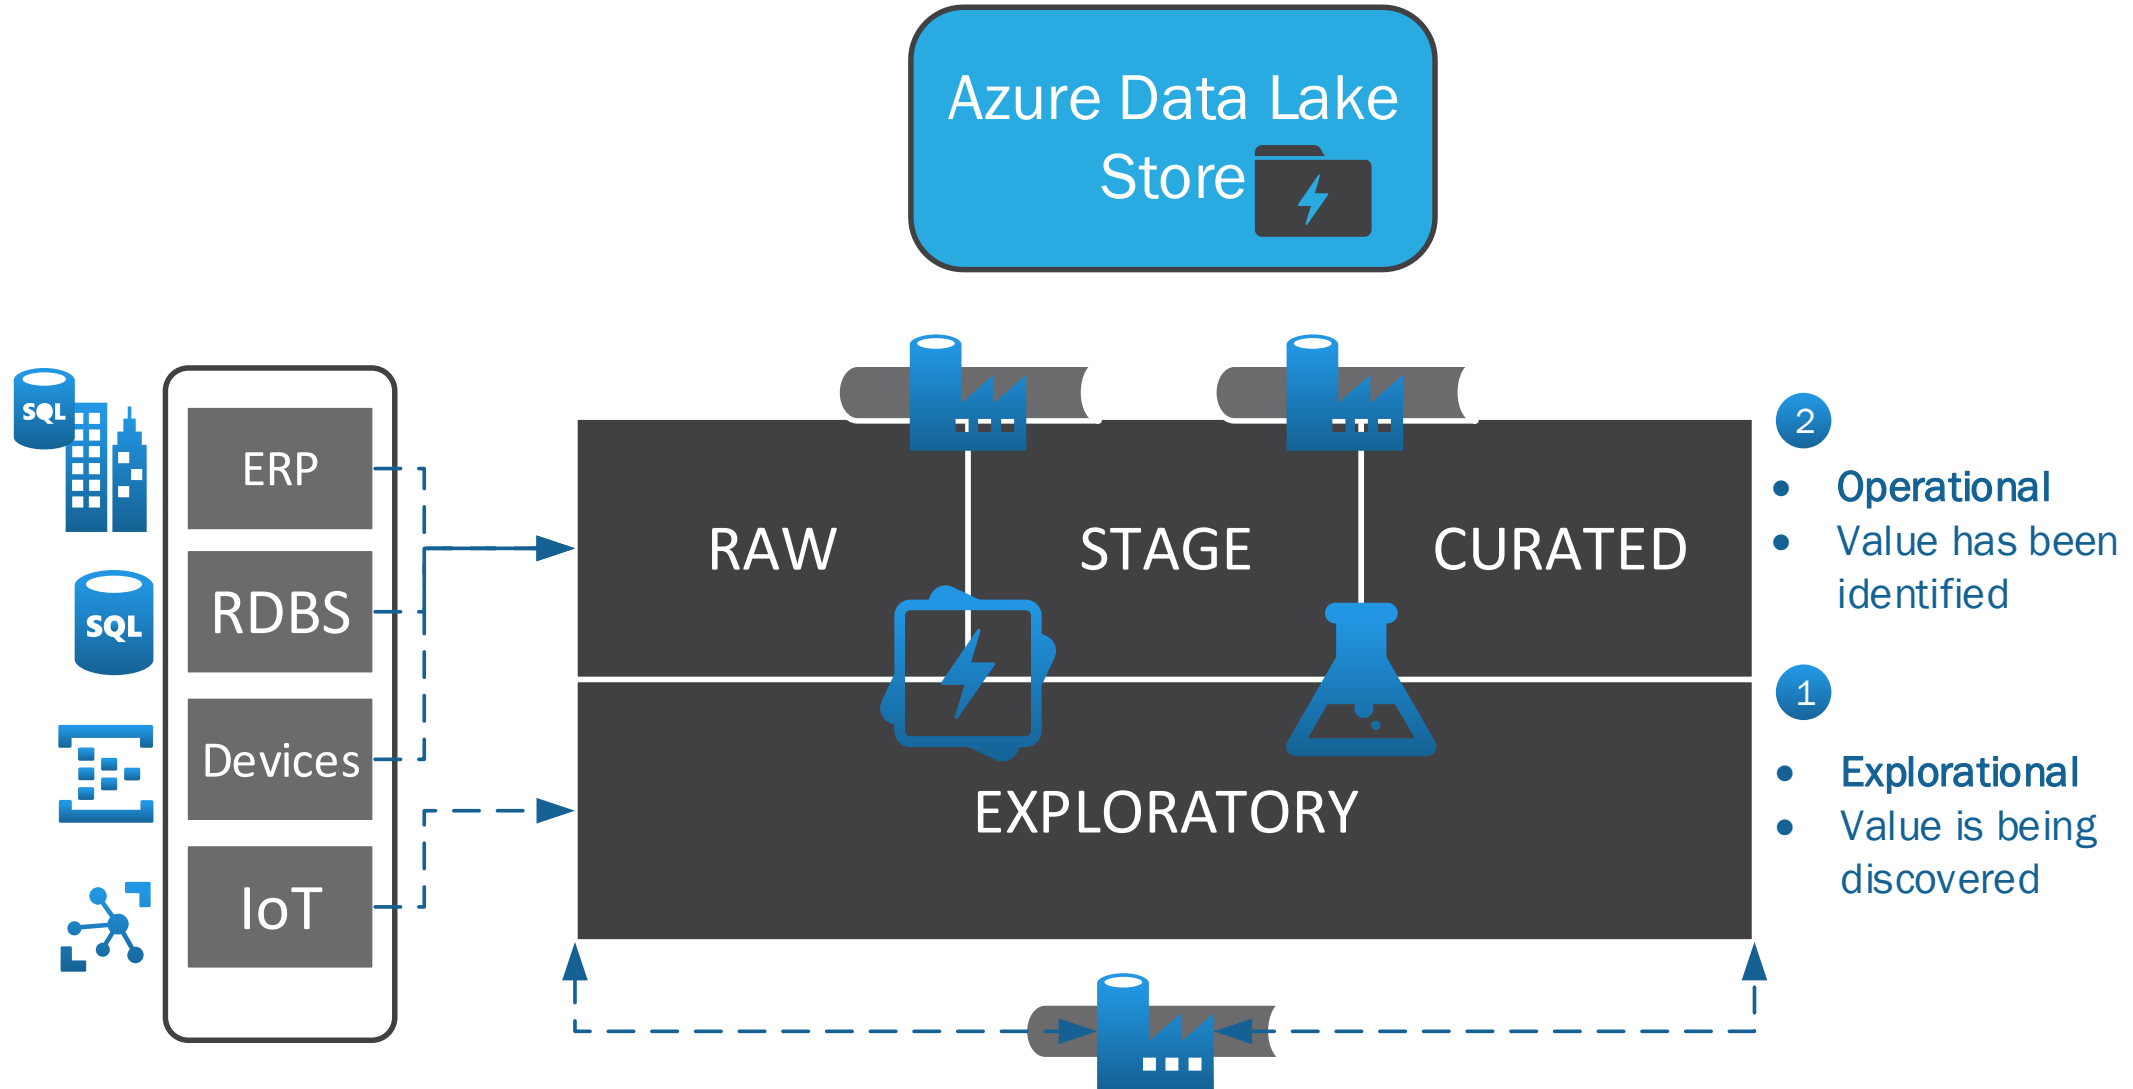 Azure Data Lake
Store
SQL
ERP
RDBS
SQL
Devices
IoT
RAW
STAGE
CURATED
EXPLORATORY
2
• Operational
• Value has been
identified
1
• Explorational
• Value is being
discovered